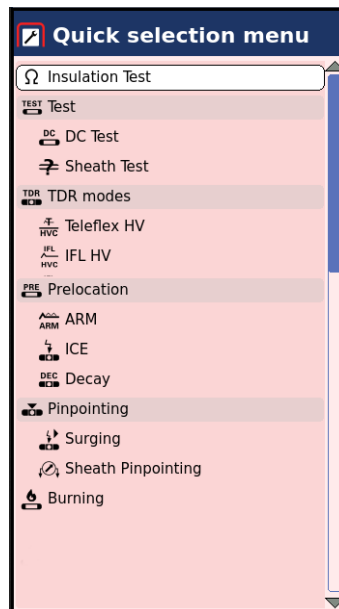 Quick selection menu
Ω Insulation Test
TEST Test
DC DC Test
Sheath Test
TDR TDR modes
HVC Teleflex HV
IFL HVC IFL HV
PRE Prelocation
ARM ARM
ICE
DEC Decay
Pinpointing
Surging
Sheath Pinpointing
Burning